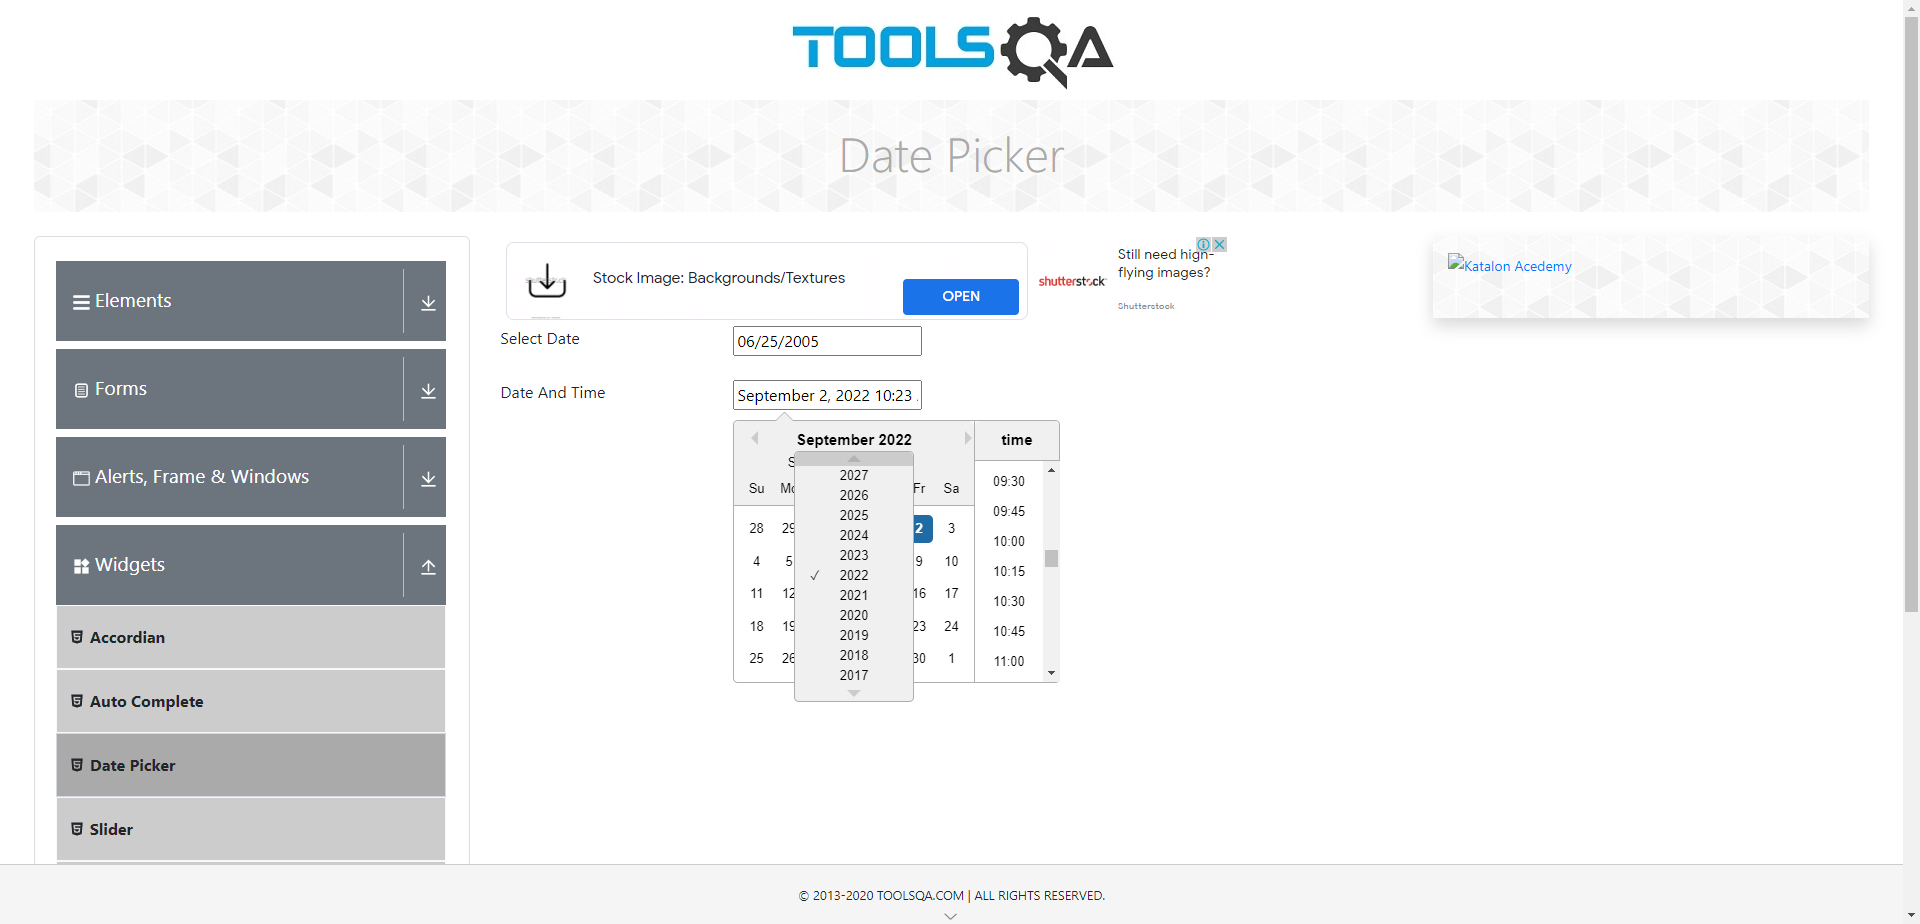 TOOLSQA
Date Picker
Elements
Forms
Alerts, Frame & Windows
Widgets
Accordian
Auto Complete
Date Picker
Slider
Stock Image: Backgrounds/Textures
OPEN
shutterstock
Still need high-
flying images?
Shutterstock
Katalon Acedemy
Select Date
06/25/2005
Date And Time
September 2, 2022 10:23
September 2022
time
Su
Fr Sa
28 29 2 3
4 5 9 10
11 12 16 17
18 19 23 24
25 26 30 1
2027
2026
2025
2024
2023
✓ 2022
2021
2020
2019
2018
2017
09:30
09:45
10:00
10:15
10:30
10:45
11:00
© 2013-2020 TOOLSQA.COM | ALL RIGHTS RESERVED.